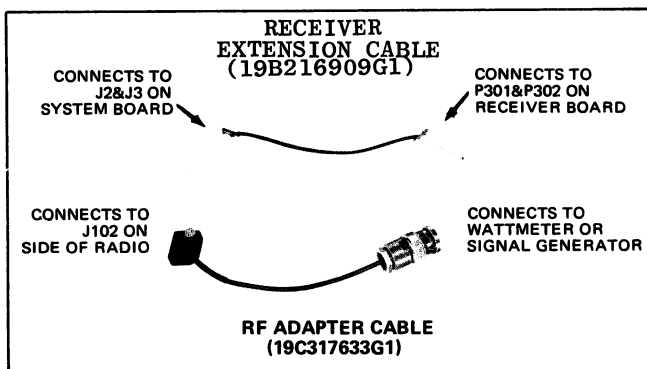 RECEIVER
EXTENSION CABLE
(19B216909G1)
CONNECTS TO
J2&J3 ON
SYSTEM BOARD
CONNECTS TO
P301&P302 ON
RECEIVER BOARD
CONNECTS TO
J102 ON
SIDE OF RADIO
CONNECTS TO
WATTMETER OR
SIGNAL GENERATOR
RF ADAPTER CABLE
(19C317633G1)